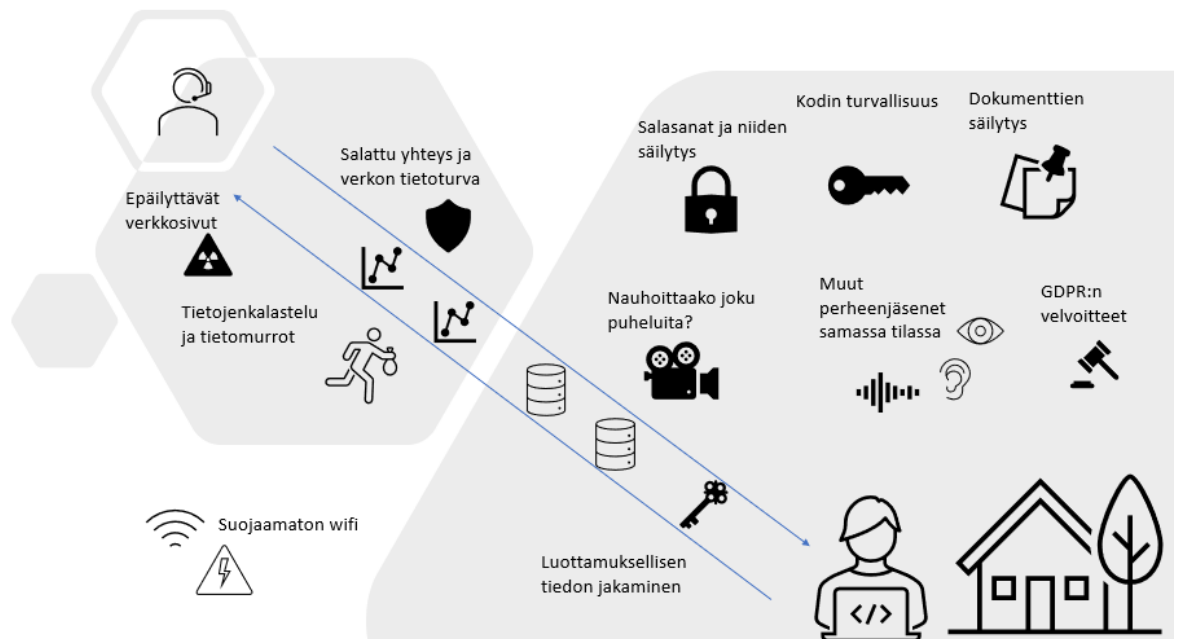 Salattu yhteys ja
verkon tietoturva
Epäilyttävät
verkkosivut
Tietojenkalastelu
ja tietomurrot
Suojaamaton wifi
Salasanat ja niiden
säilytys
Kodin turvallisuus
Dokumenttien
säilytys
Nauhoittaako joku
puheluita?
Muut
perheenjäsenet
samassa tilassa
GDPR:n
velvoitteet
Luottamuksellisen
tiedon jakaminen